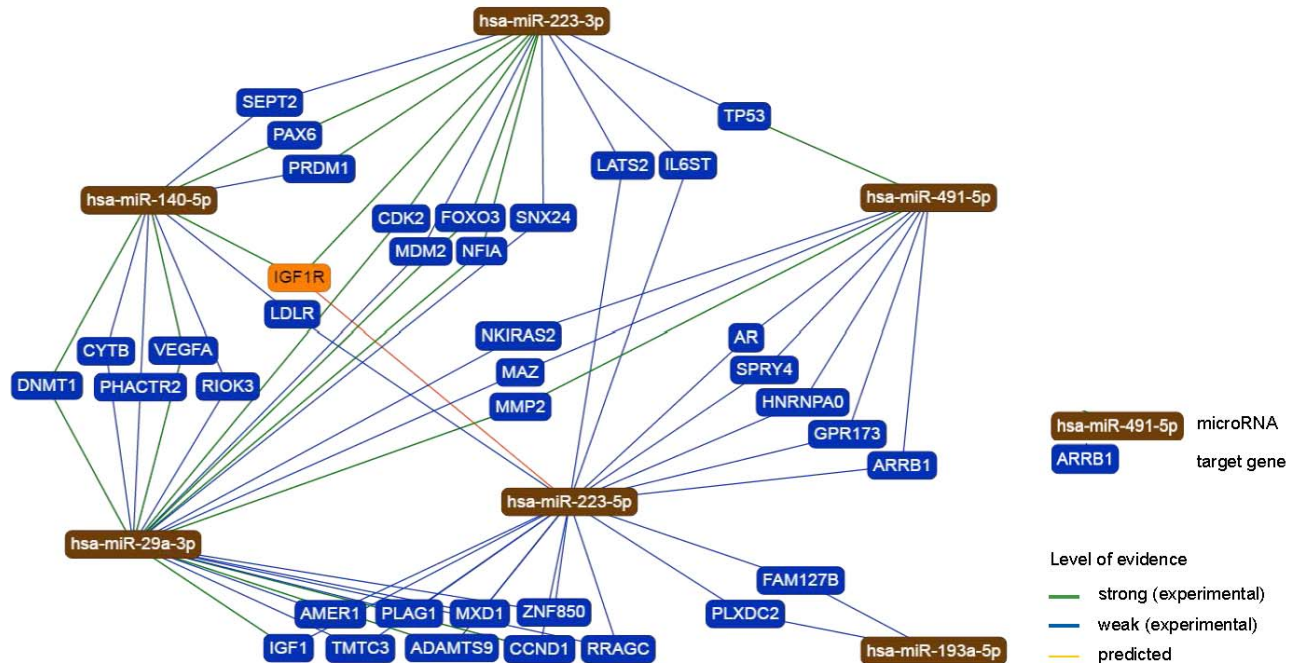 hsa-miR-223-3p
SEPT2
TP53
PAX6
PRDM1
LATS2 IL6ST
hsa-miR-140-5p
hsa-miR-491-5p
CDK2 FOXO3 SNX24
MDM2 NFIA
IGF1R
LDLR
NKIRAS2
AR
CYTB VEGFA
MAZ
SPRY4
DNMT1 PHACTR2 RIOK3
MMP2
HNRNPA0
GPR173
hsa-miR-491-5p microRNA
ARRB1
ARRB1 target gene
hsa-miR-223-5p
hsa-miR-29a-3p
Level of evidence
FAM127B
strong (experimental)
AMER1 PLAG1 MXD1 ZNF850
PLXDC2
weak (experimental)
IGF1 TMTC3 ADAMTS9 CCND1 RRAGC
hsa-miR-193a-5p
predicted